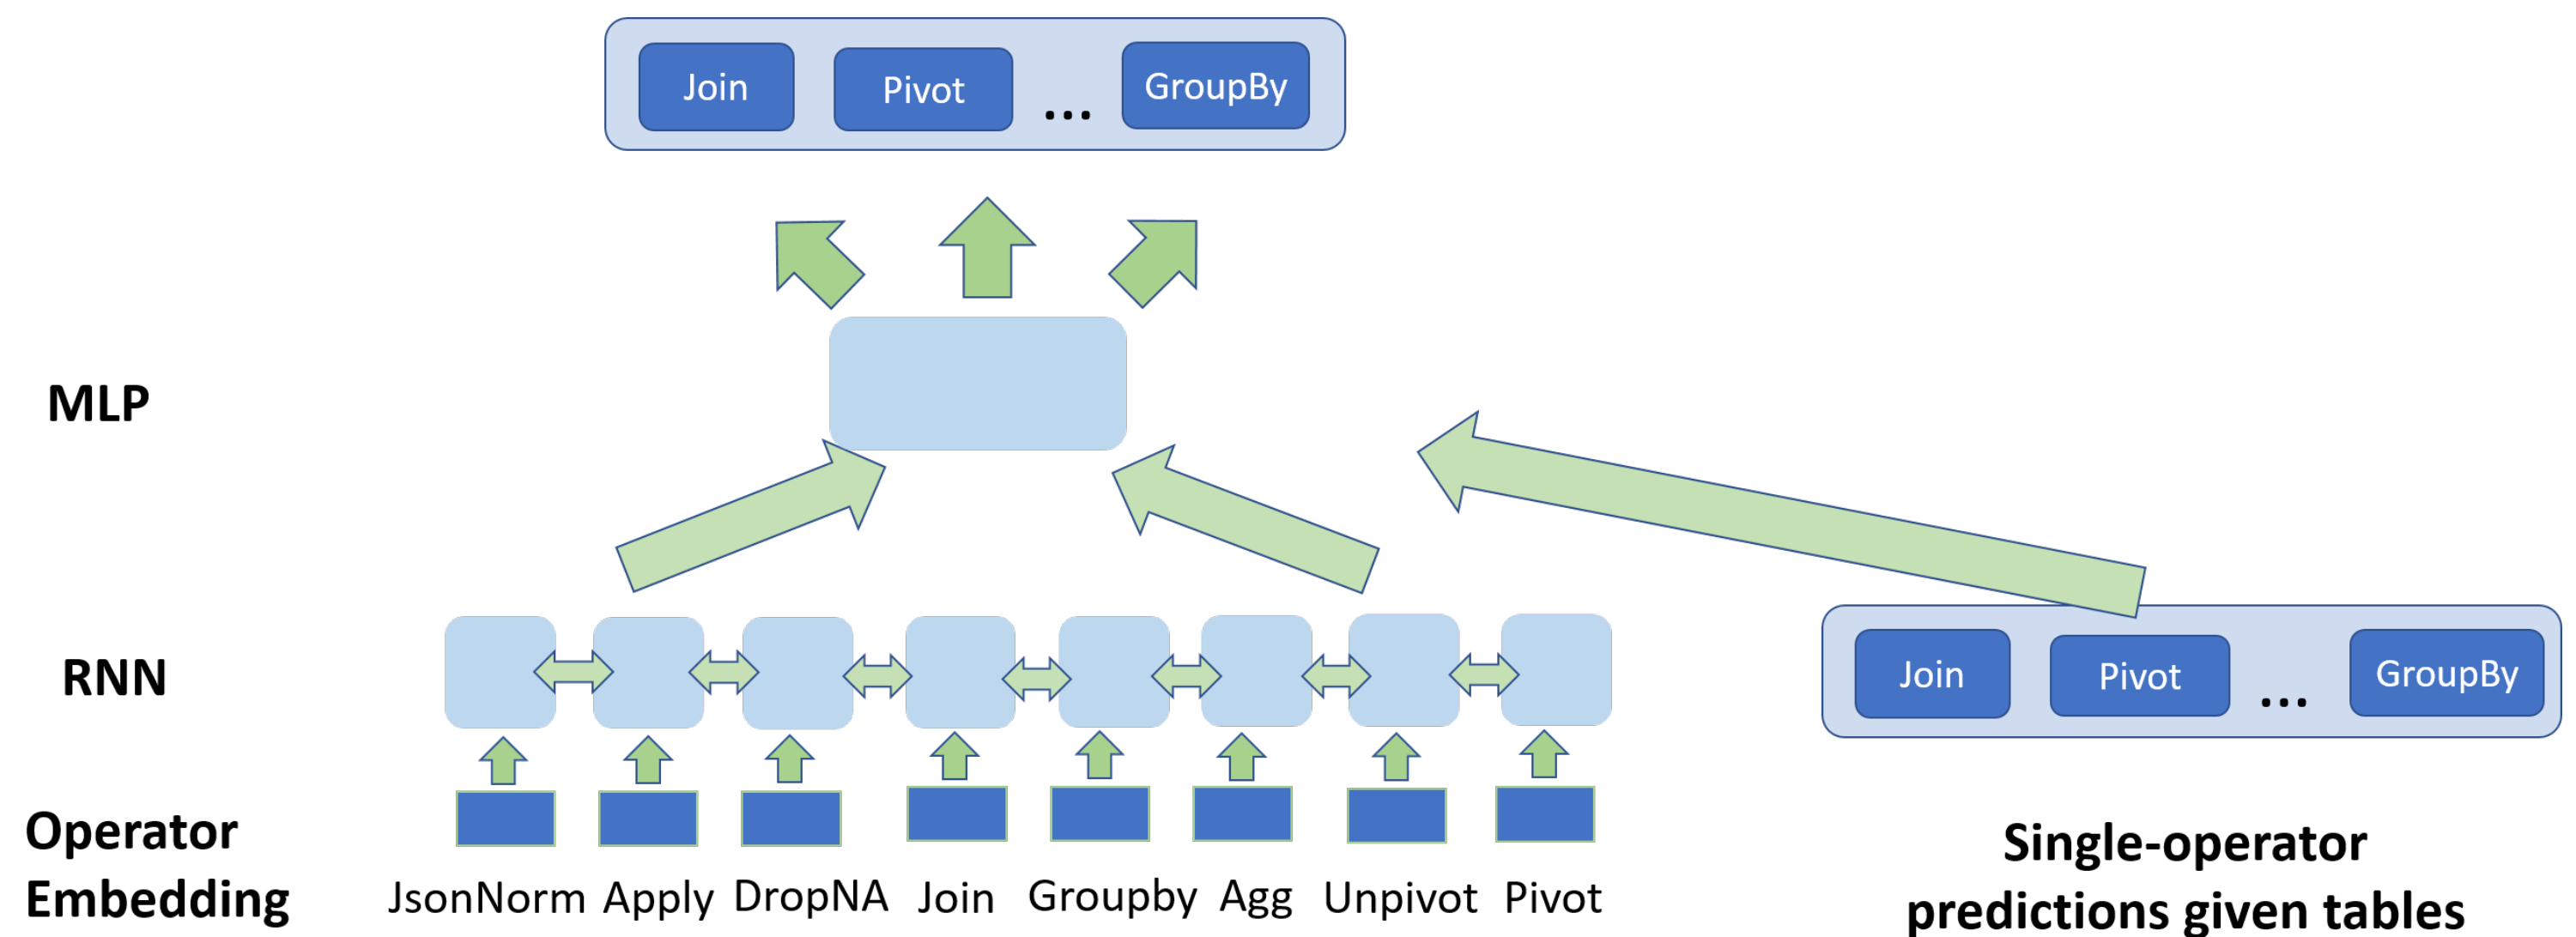 Join Pivot ... GroupBy
MLP
RNN
Join Pivot ... GroupBy
Operator
Embedding
JsonNorm Apply DropNA Join Groupby Agg Unpivot Pivot
Single-operator
predictions given tables